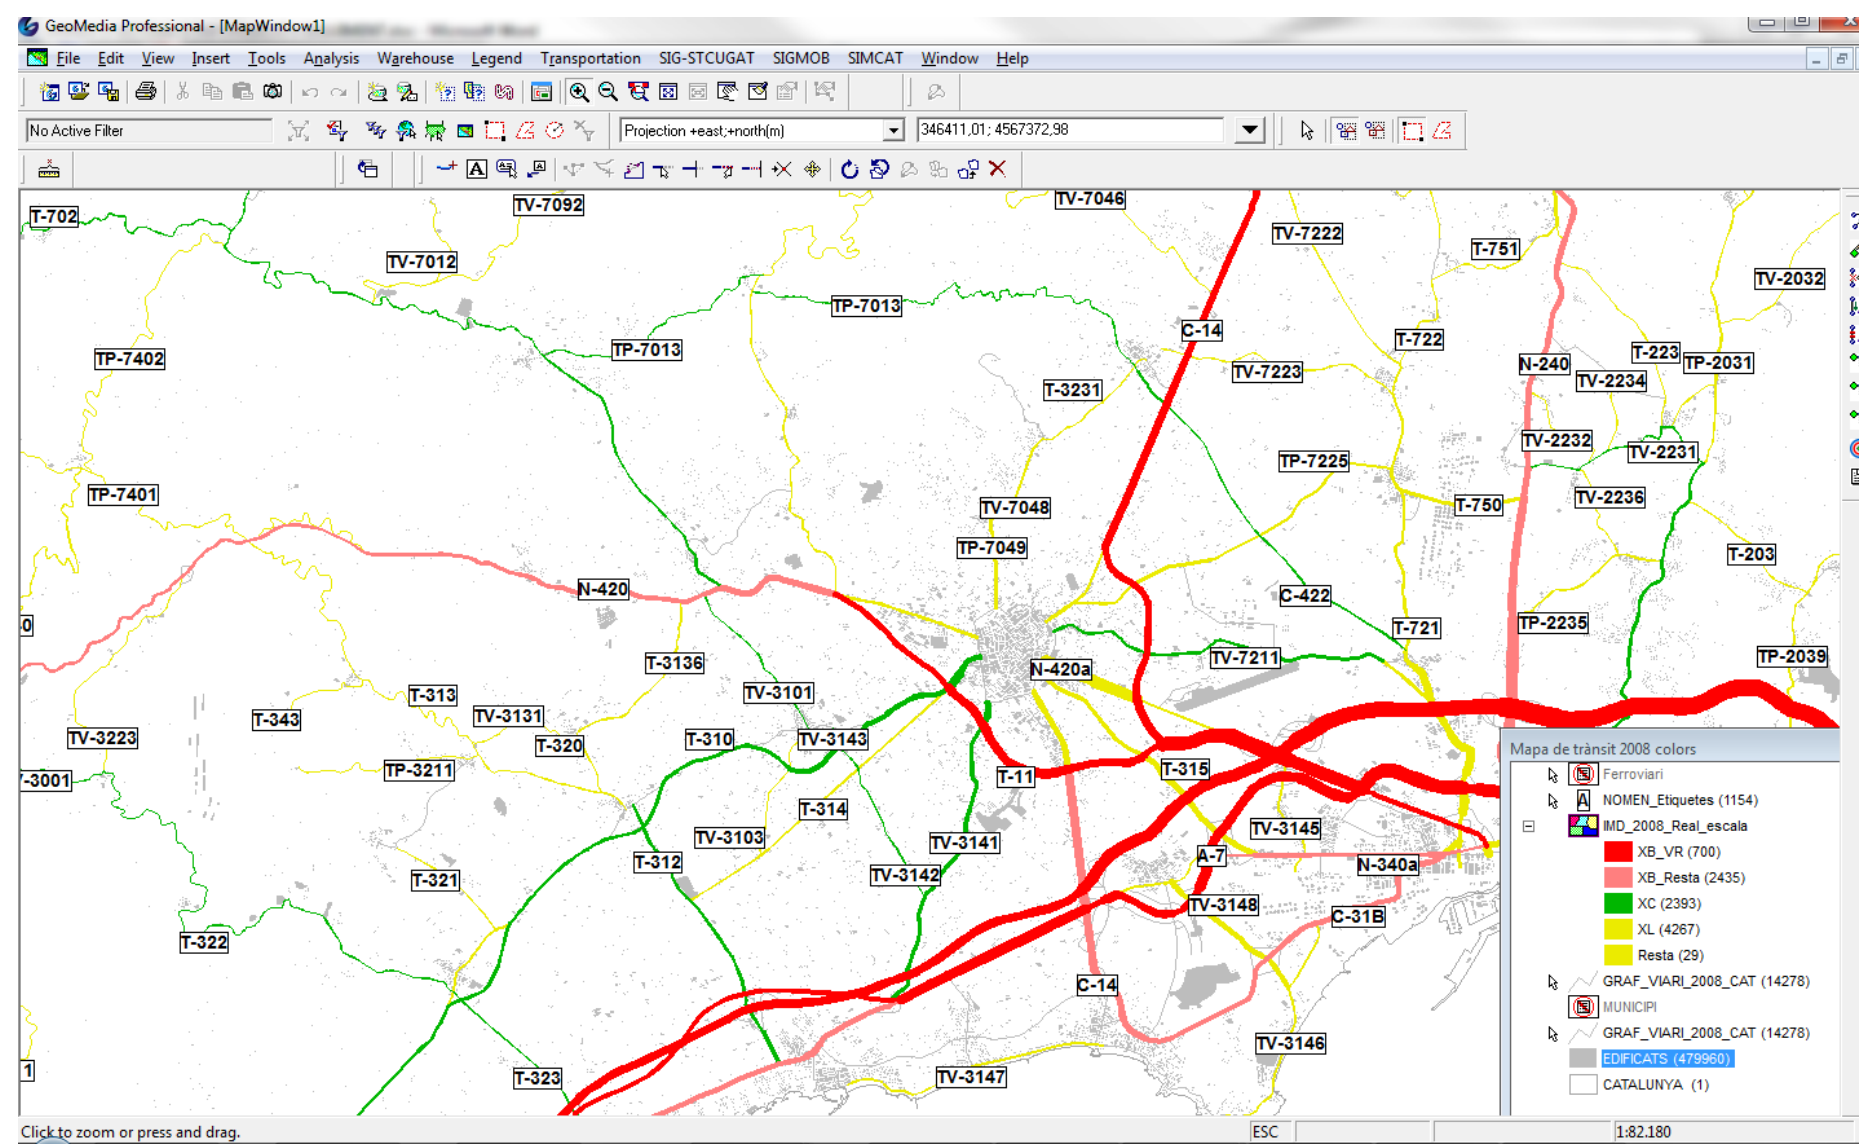 GeoMedia Professional - [MapWindow1]
File Edit View Insert Tools Analysis Warehouse Legend Transportation SIG-STCUGAT SIGMOB SIMCAT Window Help
No Active Filter
Projection +east;+north(m)
346411,01; 4567372,98
T-702
TV-7092
TV-7046
TV-7222
T-751
TV-7012
TV-2032
TP-7013
C-14
T-722
TP-7013
TP-7402
T-223
N-240
TP-2031
TV-7223
TV-2234
T-3231
TV-2232
TV-2231
TP-7225
TP-7401
TV-2236
TV-7048
T-750
TP-7049
T-203
N-420
C-422
0
TP-2235
T-721
TV-7211
TP-2039
T-3136
N-420a
TV-3101
T-313
TV-3131
T-343
TV-3223
T-310
TV-3143
T-320
TP-3211
T-315
T-11
-3001
T-314
TV-3145
TV-3103
TV-3141
A-7
T-312
N-340a
TV-3142
T-321
TV-3148
C-31B
T-322
C-14
TV-3146
1
T-323
TV-3147
Mapa de trànsit 2008 colors
Ferroviari
A NOMEN_Etiquetes (1154)
IMD_2008_Real_escala
XB_VR (700)
XB_Resta (2435)
XC (2393)
XL (4267)
Resta (29)
GRAF_VIARI_2008_CAT (14278)
MUNICIPI
GRAF_VIARI_2008_CAT (14278)
EDIFICATS (479960)
CATALUNYA (1)
Click to zoom or press and drag.
ESC
1:82.180